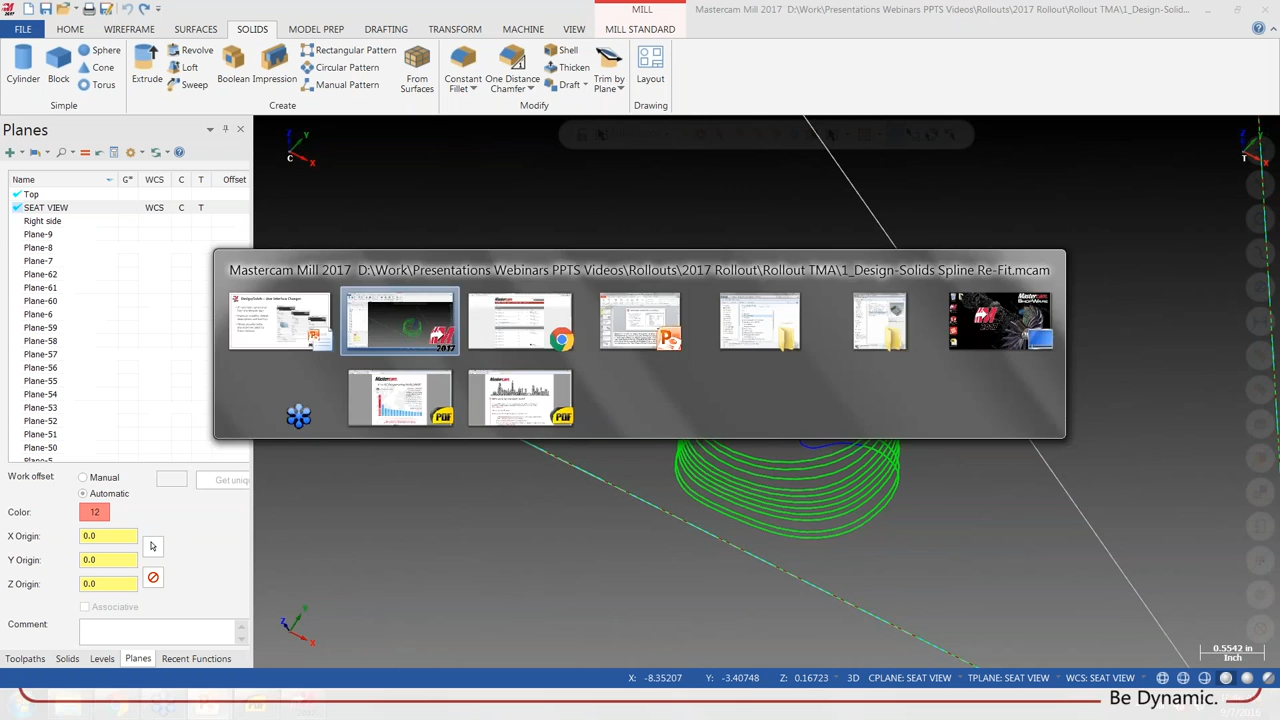 MILL
Mastercam Mill 2017 D:\Work\Presentations Webinars PPTS Videos\Rollouts\2017 Rollout\Rollout TMA\1_Design-Solid...
FILE HOME WIREFRAME SURFACES SOLIDS MODEL PREP DRAFTING TRANSFORM MACHINE VIEW MILL STANDARD
Cylinder Block Sphere Cone Torus
Simple
Extrude Revolve Loft Sweep Boolean Impression Rectangular Pattern Circular Pattern Manual Pattern From Surfaces
Create
Constant Fillet One Distance Chamfer Shell Thicken Draft Trim by Plane
Modify
Layout
Drawing
Planes
Name G WCS C T Offset
Top
SEAT VIEW WCS C T
Right side
Plane-9
Plane-8
Plane-7
Plane-62
Plane-61
Plane-60
Plane-6
Plane-59
Plane-58
Plane-57
Plane-56
Plane-55
Plane-54
Plane-53
Plane-52
Plane-51
Plane-50
Work offset: Manual Get uniqu
Automatic
Color: 12
X Origin: 0.0
Y Origin: 0.0
Z Origin: 0.0
Associative
Comment:
Toolpaths Solids Levels Planes Recent Functions
Z Y X C
Z Y X T
Mastercam Mill 2017 D:\Work\Presentations Webinars PPTS Videos\Rollouts\2017 Rollout\Rollout TMA\1_Design-Solids Spline Re-Fit.mcam
2017
Mastercam
PDF
PDF
Z Y X
0.5542 in
Inch
X: -8.35207 Y: -3.40748 Z: 0.16723 3D CPLANE: SEAT VIEW TPLANE: SEAT VIEW WCS: SEAT VIEW
Be Dynamic.
9/7/2016